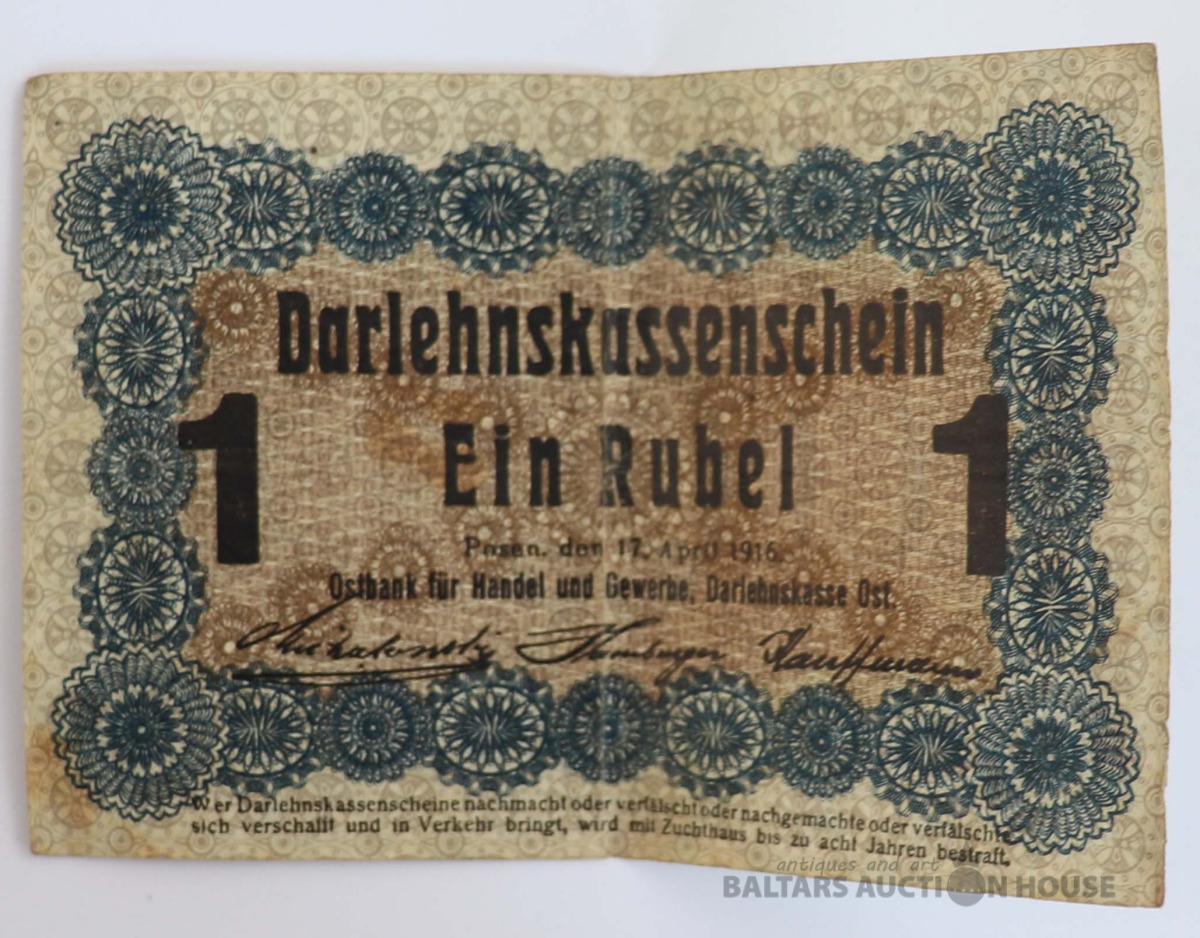 Darlehnskassenschein
1 Ein Rubel 1
Posen, den 17. April 1916.
Ostbank für Handel und Gewerbe, Darlehnskasse Ost.
Kauffmann
Wer Darlehnskassenscheine nachmacht oder verfälscht oder nachgemachte oder verfälschte
sich verschafft und in Verkehr bringt, wird mit Zuchthaus bis zu acht Jahren bestraft.
antiques and art
BALTARS AUCTION HOUSE